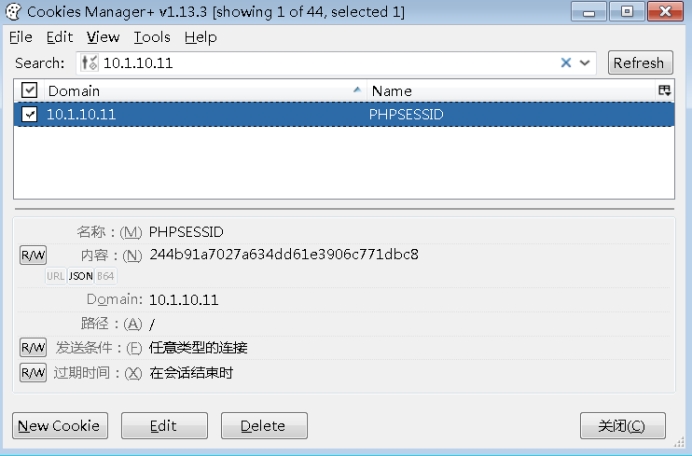 Cookies Manager+ v1.13.3 [showing 1 of 44, selected 1]
File Edit View Tools Help
Search: 10.1.10.11 Refresh
Domain Name
10.1.10.11 PHPSESSID
名称：(M) PHPSESSID
R/W 内容：(N) 244b91a7027a634dd61e3906c771dbc8
URL JSON B64
Domain: 10.1.10.11
路径：(A) /
R/W 发送条件：(F) 任意类型的连接
R/W 过期时间：(X) 在会话结束时
New Cookie Edit Delete 关闭(C)